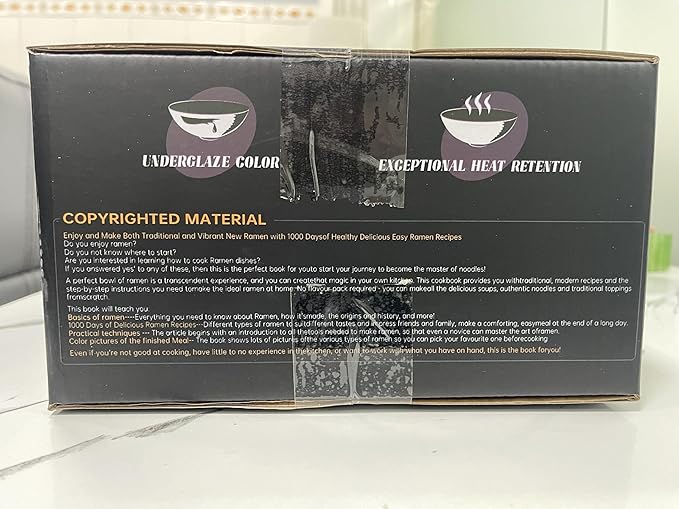 UNDERGLAZE COLOR
EXCEPTIONAL HEAT RETENTION
COPYRIGHTED MATERIAL
Enjoy and Make Both Traditional and Vibrant New Ramen with 1000 Daysof Healthy Delicious Easy Ramen Recipes
Do you enjoy ramen?
Do you not know where to start?
Are you interested in learning how to cook Ramen dishes?
If you answered yes' to any of these, then this is the perfect book for youto start your journey to become the master of noodles!
A perfect bowl of ramen is a transcendent experience, and you can createthat magic in your own kitchen. This cookbook provides you withtraditional, modern recipes and the
step-by-step instructions you need tomake the ideal ramen at home. No flavour pack required - you can makeall the delicious soups, authentic noodles and traditional toppings
fromscratch.
This book will teach you:
Basics of ramen----Everything you need to know about Ramen, how it'smade, the origins and history, and more!
1000 Days of Delicious Ramen Recipes---Different types of ramen to suit different tastes and impress friends and family, make a comforting, easymeal at the end of a long day.
Practical techniques--- The article begins with an introduction to all thetools needed to make ramen, so that even a novice can master the art oframen.
Color pictures of the finished Meal-- The book shows lots of pictures of the various types of ramen so you can pick your favourite one beforecooking
Even if you're not good at cooking, have little to no experience in thekitchen, or want to work with what you have on hand, this is the book foryou!